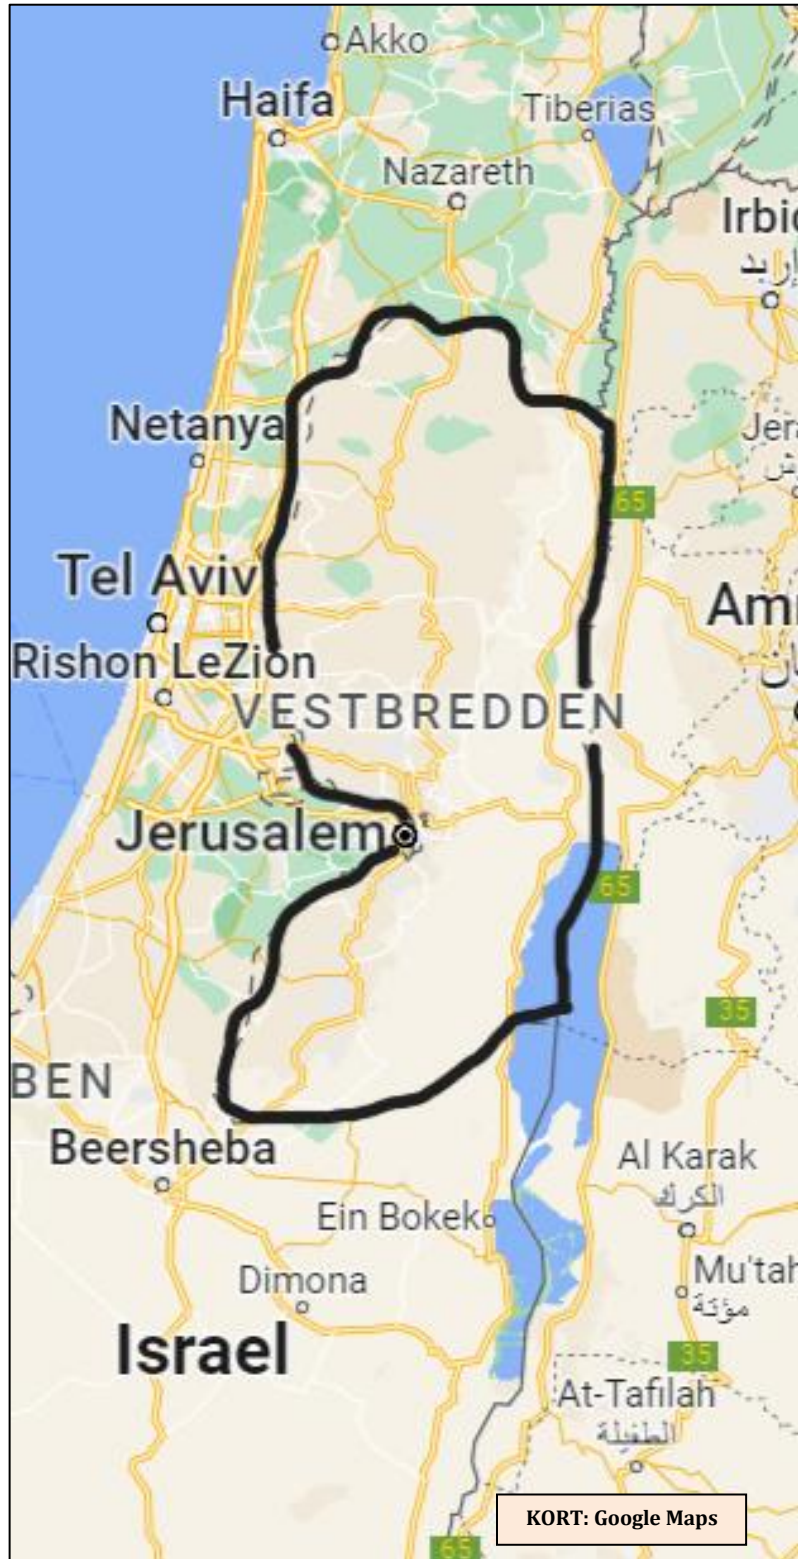 Akko
Haifa
Tiberias
Nazareth
Irbid
إربد
Netanya
65
Tel Aviv
Rishon LeZion
VESTBREDDEN
Jerusalem
65
35
BEN
Beersheba
Al Karak
الكرك
Ein Bokek
Dimona
Mu'tah
مؤتة
Israel
35
At-Tafilah
الطفيلة
KORT: Google Maps
65